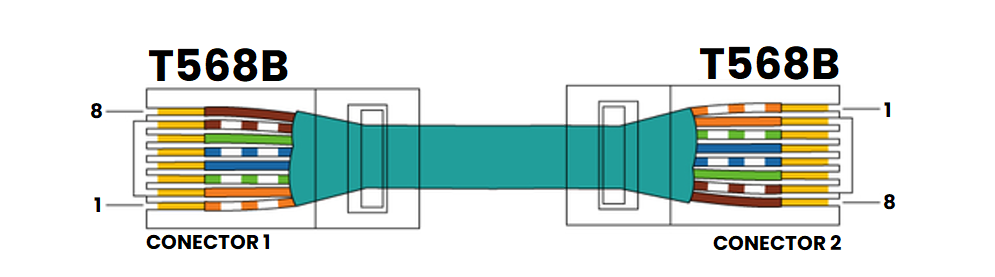 T568B
T568B
8
1
1
8
CONECTOR 1
CONECTOR 2